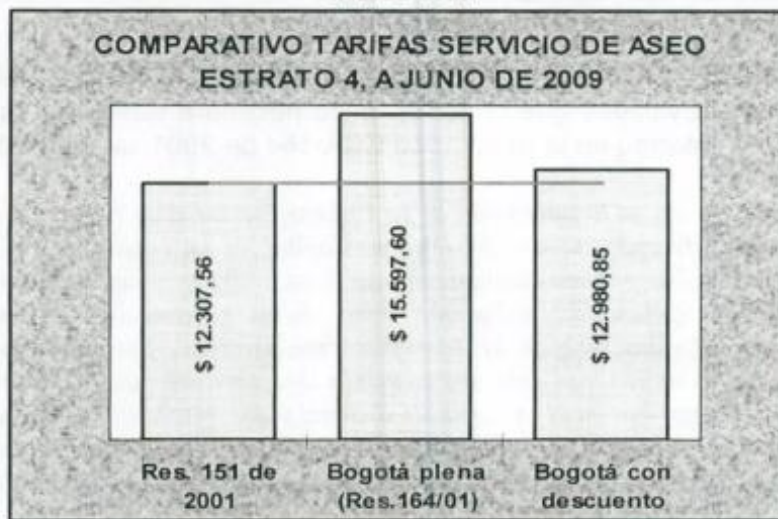 COMPARATIVO TARIFAS SERVICIO DE ASEO
ESTRATO 4, A JUNIO DE 2009
$ 12.307,56
$ 15.597,60
$ 12.980,85
Res. 151 de
2001
Bogotá plena
(Res.164/01)
Bogotá con
descuento